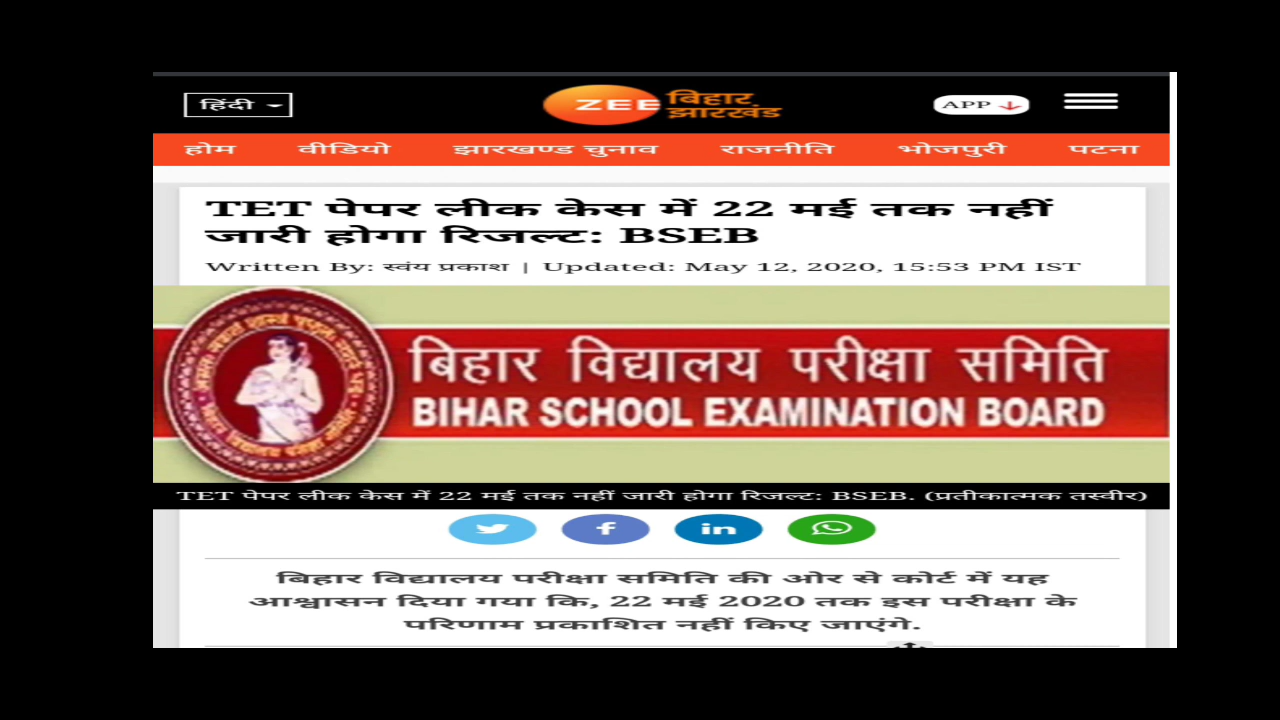 हिंदी
ZEE बिहार झारखंड
APP
होम वीडियो झारखण्ड चुनाव राजनीति भोजपुरी पटना
TET पेपर लीक केस में 22 मई तक नहीं
जारी होगा रिजल्ट: BSEB
Written By: स्वंय प्रकाश | Updated: May 12, 2020, 15:53 PM IST
बिहार विद्यालय परीक्षा समिति
BIHAR SCHOOL EXAMINATION BOARD
TET पेपर लीक केस में 22 मई तक नहीं जारी होगा रिजल्ट: BSEB. (प्रतीकात्मक तस्वीर)
बिहार विद्यालय परीक्षा समिति की ओर से कोर्ट में यह
आश्वासन दिया गया कि, 22 मई 2020 तक इस परीक्षा के
परिणाम प्रकाशित नहीं किए जाएंगे.